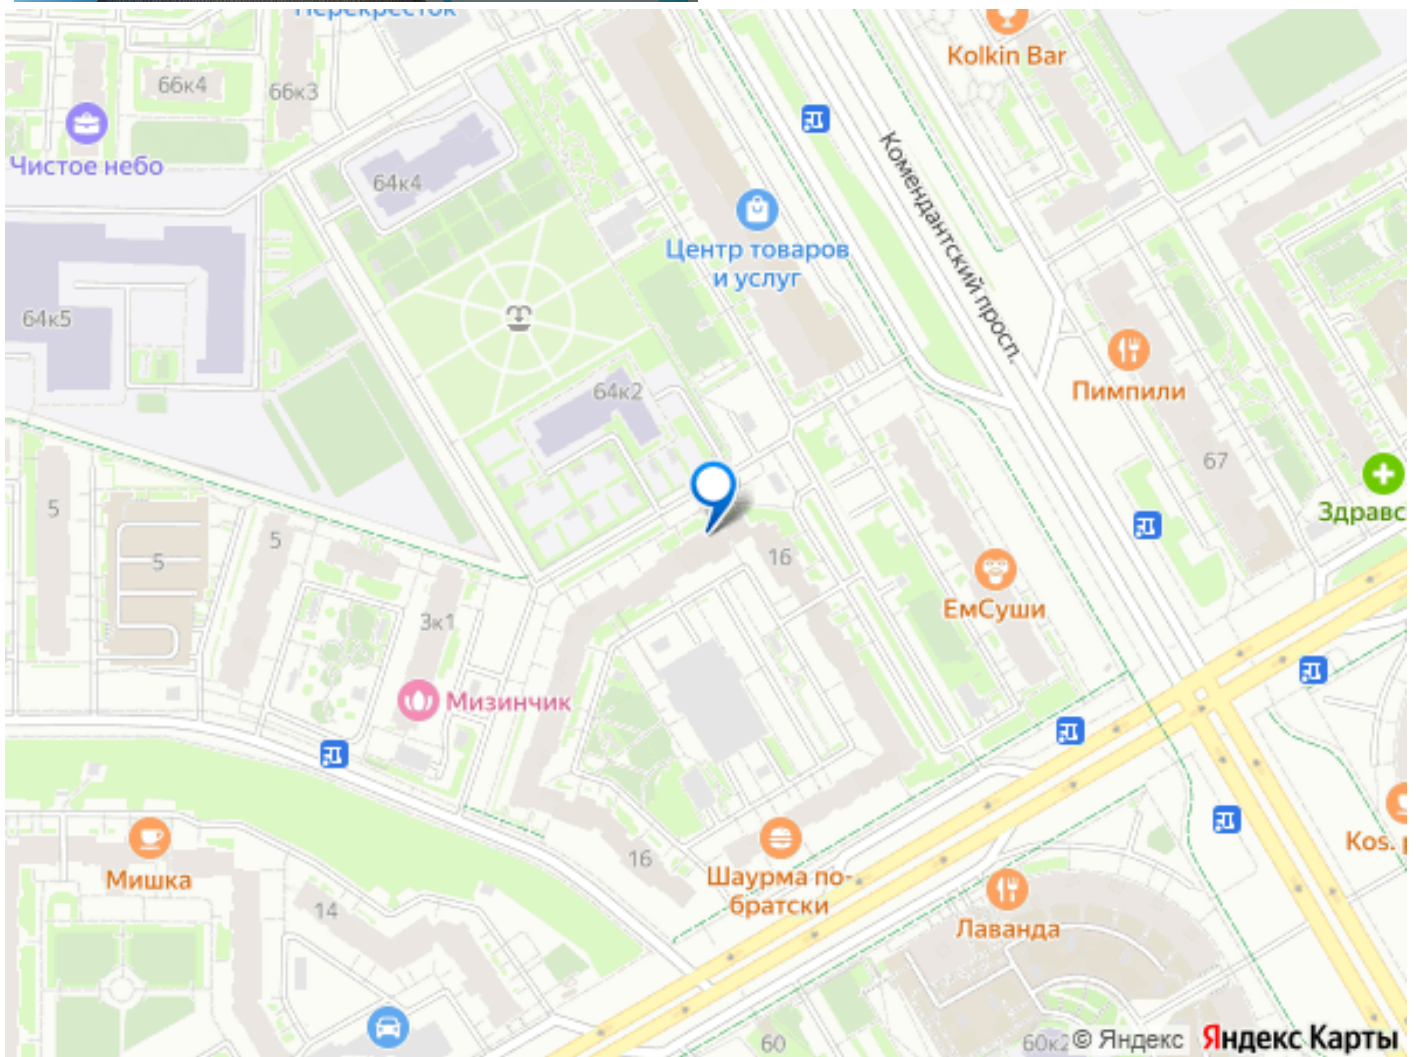 Перекрёсток
Kolkin Bar
66к4
66к3
Чистое небо
64к4
Комендантский просп.
Центр товаров
и услуг
64к5
Пимпили
64к2
67
5
5
5
16
Здравс
ЕмСуши
3к1
Мизинчик
Мишка
16
Шаурма по-
братски
Kos.
14
Лаванда
60
60к2
© Яндекс
Яндекс Карты